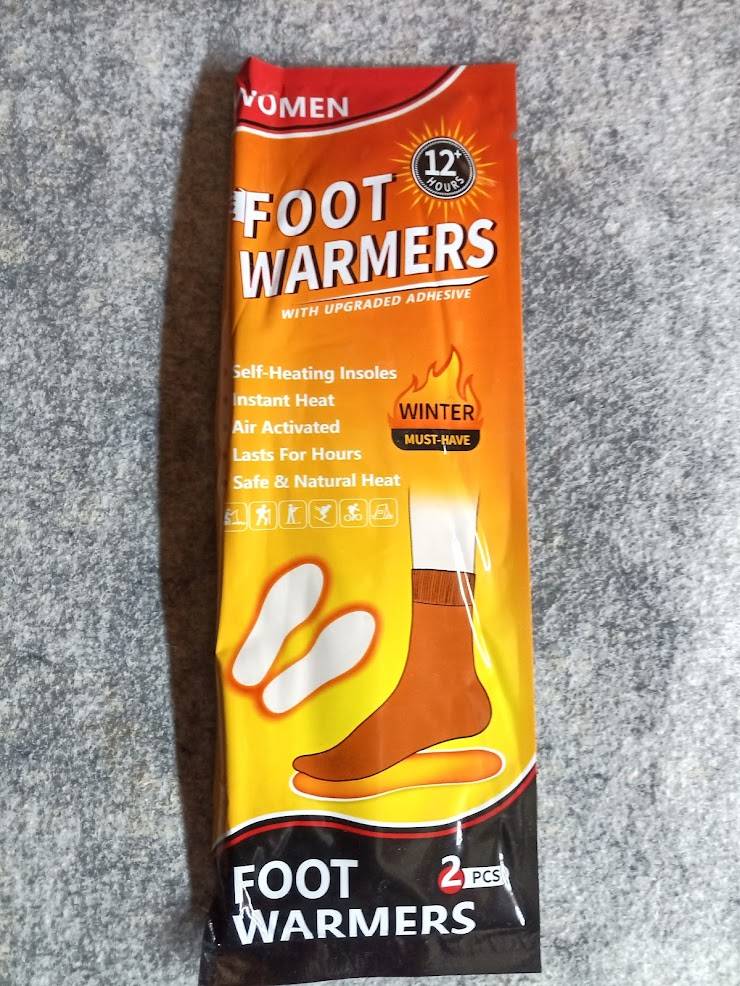 WOMEN
12+
HOURS
FOOT
WARMERS
WITH UPGRADED ADHESIVE
Self-Heating Insoles
Instant Heat
Air Activated
Lasts For Hours
Safe & Natural Heat
WINTER
MUST-HAVE
FOOT
WARMERS
2 PCS